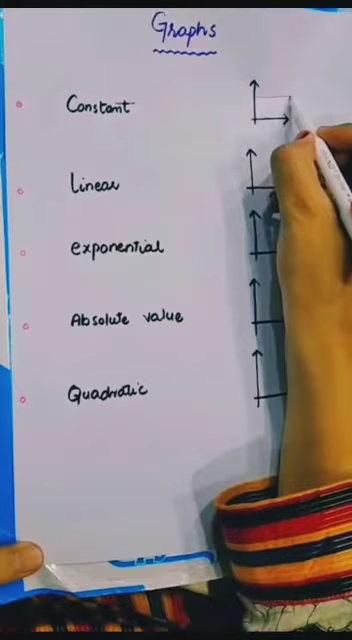 Graphs
Constant
Linear
exponential
Absolute value
Quadratic